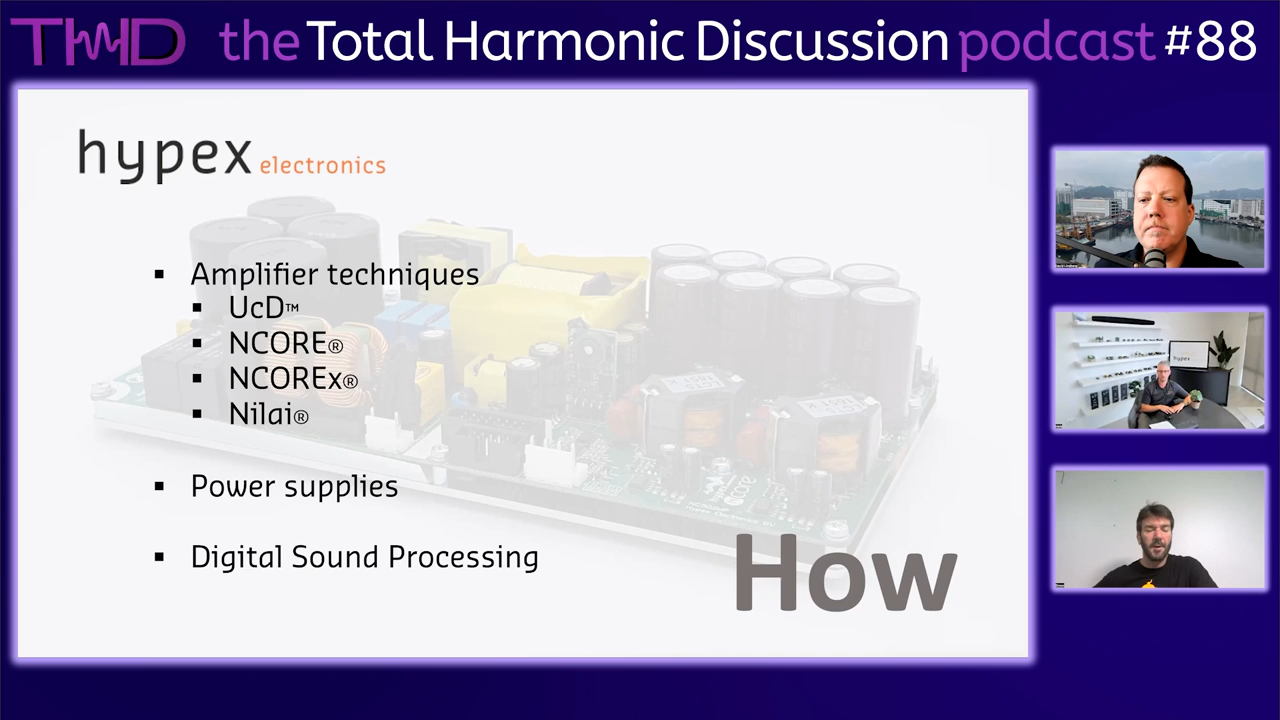 THD the Total Harmonic Discussion podcast #88
hypex electronics
▪ Amplifier techniques
▪ UcD™
▪ NCORE®
▪ NCOREx®
▪ Nilai®
▪ Power supplies
▪ Digital Sound Processing
How
hypex